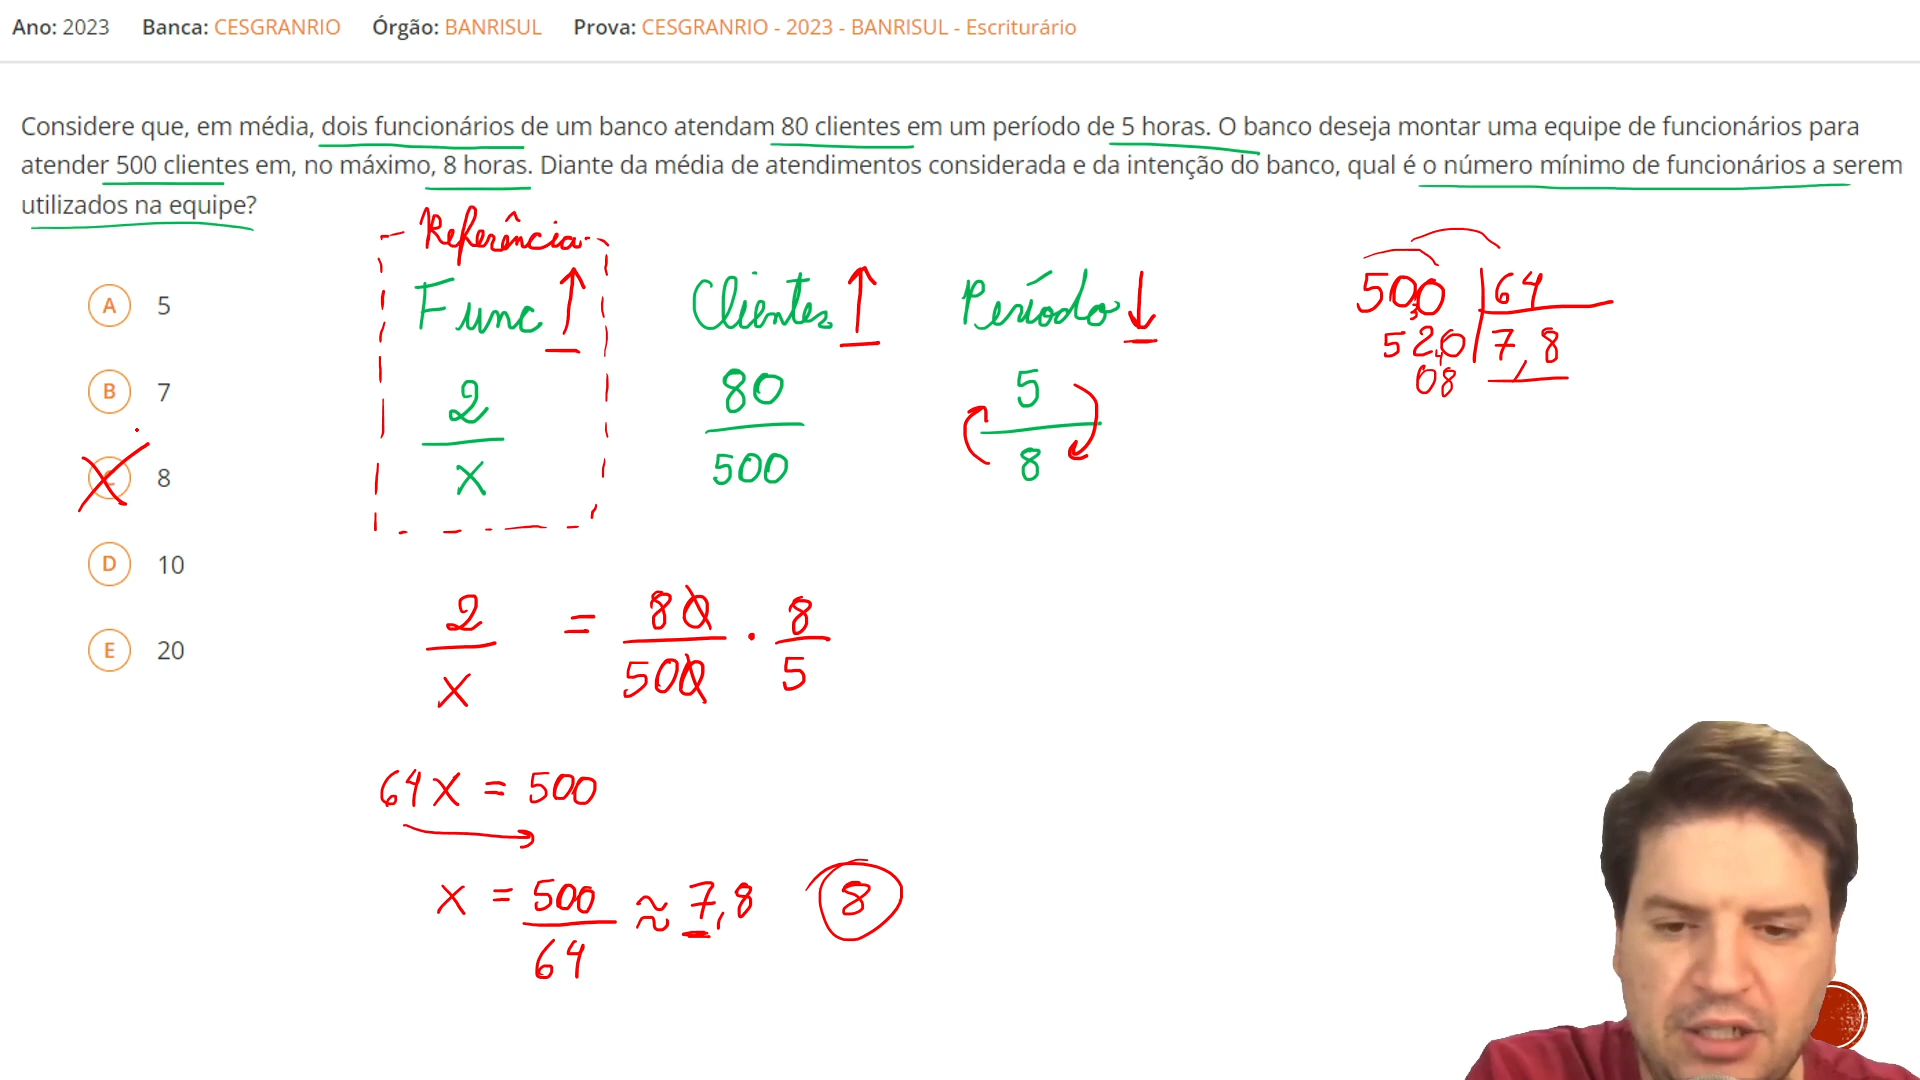 Ano: 2023 Banca: CESGRANRIO Órgão: BANRISUL Prova: CESGRANRIO - 2023 - BANRISUL - Escriturário
Considere que, em média, dois funcionários de um banco atendam 80 clientes em um período de 5 horas. O banco deseja montar uma equipe de funcionários para
atender 500 clientes em, no máximo, 8 horas. Diante da média de atendimentos considerada e da intenção do banco, qual é o número mínimo de funcionários a serem
utilizados na equipe?
A 5
B 7
C 8
D 10
E 20
Referência
Func Clientes Período
2 80 5
x 500 8
2 = 80 . 8
x 500 5
64x = 500
x = 500 ≈ 7,8 8
64
500 64
520 7,8
08